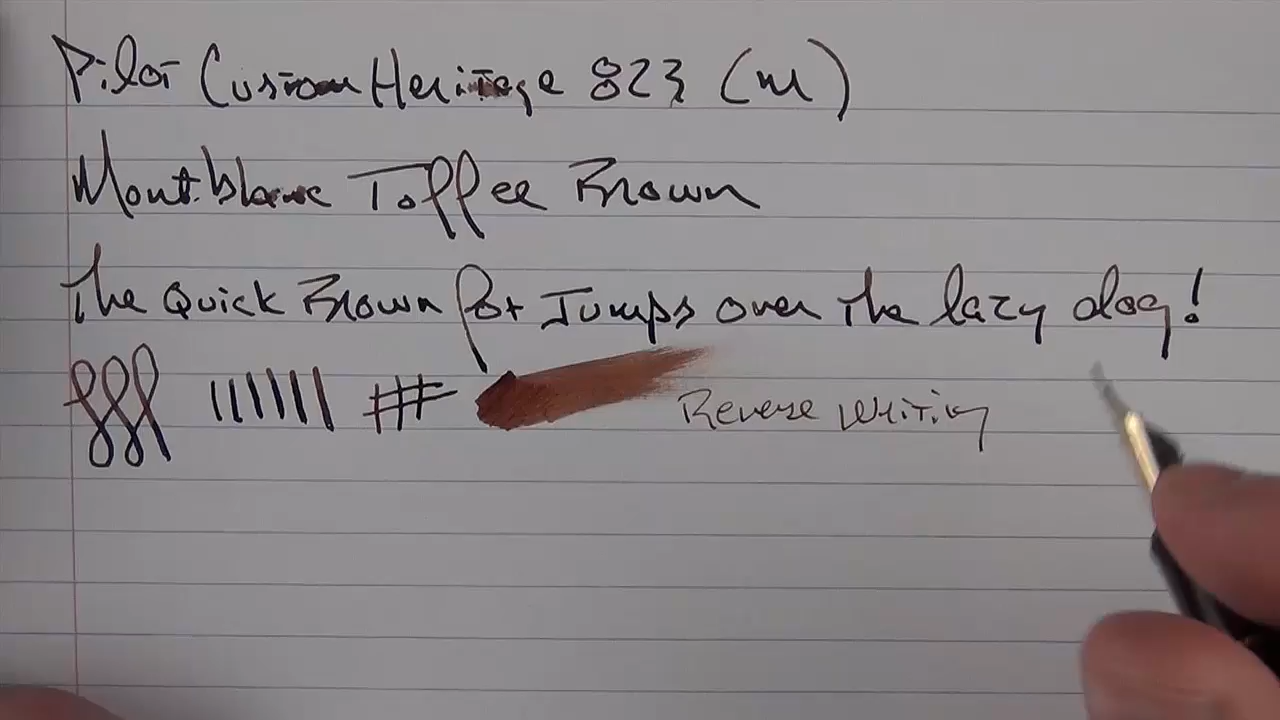 Pilot Custom Heritage 823 (M)
Montblanc Toffee Brown
The Quick Brown fox Jumps over The lazy dog!
Reverse writing